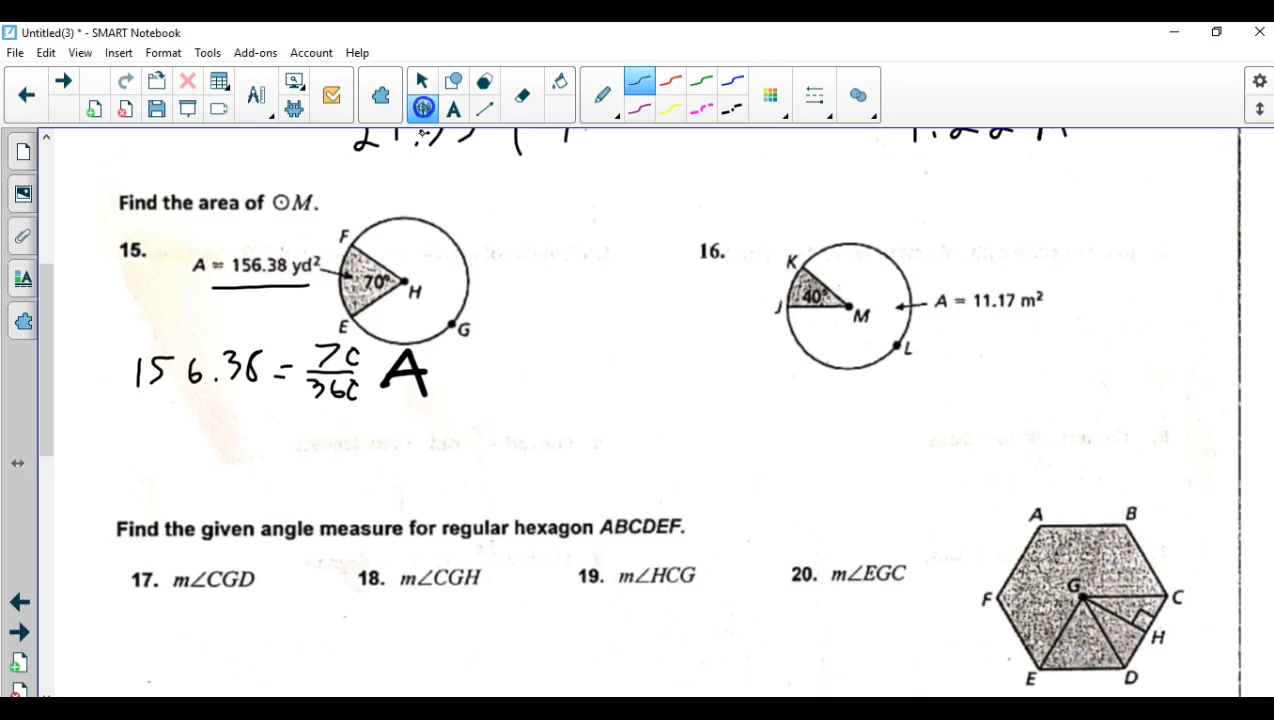 Untitled(3) * - SMART Notebook
File Edit View Insert Format Tools Add-ons Account Help
Find the area of ⊙M.
15.
A = 156.38 yd²
F
70°
H
E
G
156.38 = 70/360 A
16.
K
40°
J
M
L
A = 11.17 m²
Find the given angle measure for regular hexagon ABCDEF.
17. m∠CGD 18. m∠CGH 19. m∠HCG 20. m∠EGC
A B
F G C
H
E D